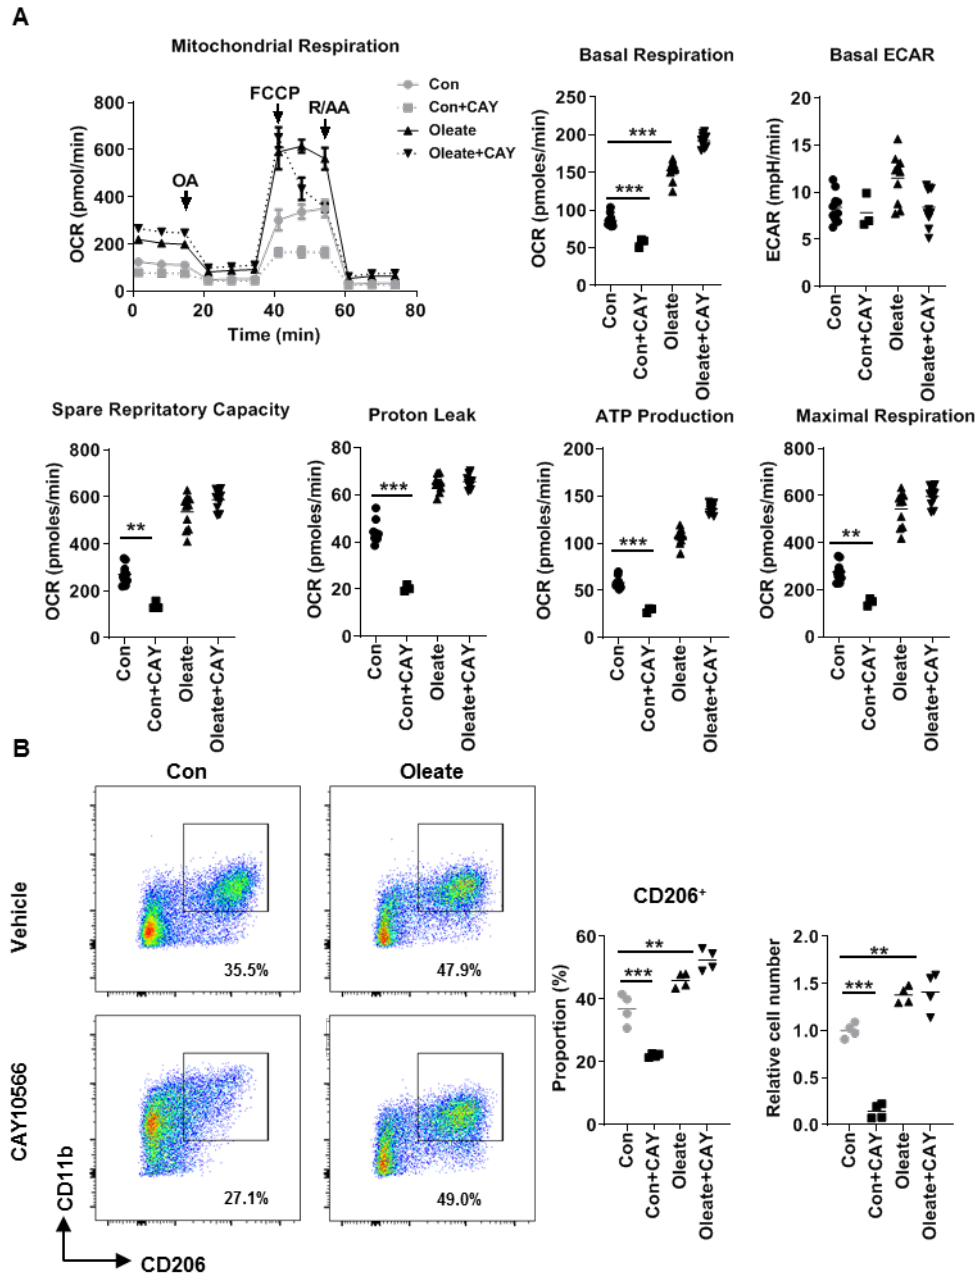 A
Mitochondrial Respiration
OCR (pmol/min)
800
600
400
200
0
0 20 40 60 80
Time (min)
OA
FCCP
R/AA
Con
Con+CAY
Oleate
Oleate+CAY
Basal Respiration
OCR (pmoles/min)
250
200
150
100
50
0
***
***
Con
Con+CAY
Oleate
Oleate+CAY
Basal ECAR
ECAR (mpH/min)
20
15
10
5
0
Con
Con+CAY
Oleate
Oleate+CAY
Spare Repritatory Capacity
OCR (pmoles/min)
800
600
400
200
0
**
Con
Con+CAY
Oleate
Oleate+CAY
Proton Leak
OCR (pmoles/min)
80
60
40
20
0
***
Con
Con+CAY
Oleate
Oleate+CAY
ATP Production
OCR (pmoles/min)
200
150
100
50
0
***
Con
Con+CAY
Oleate
Oleate+CAY
Maximal Respiration
OCR (pmoles/min)
800
600
400
200
0
**
Con
Con+CAY
Oleate
Oleate+CAY
B
Con
Oleate
Vehicle
35.5%
47.9%
CAY10566
27.1%
49.0%
CD11b
CD206
CD206+
Proportion (%)
60
40
20
0
**
***
Con
Con+CAY
Oleate
Oleate+CAY
Relative cell number
2.0
1.5
1.0
0.5
0.0
**
***
Con
Con+CAY
Oleate
Oleate+CAY